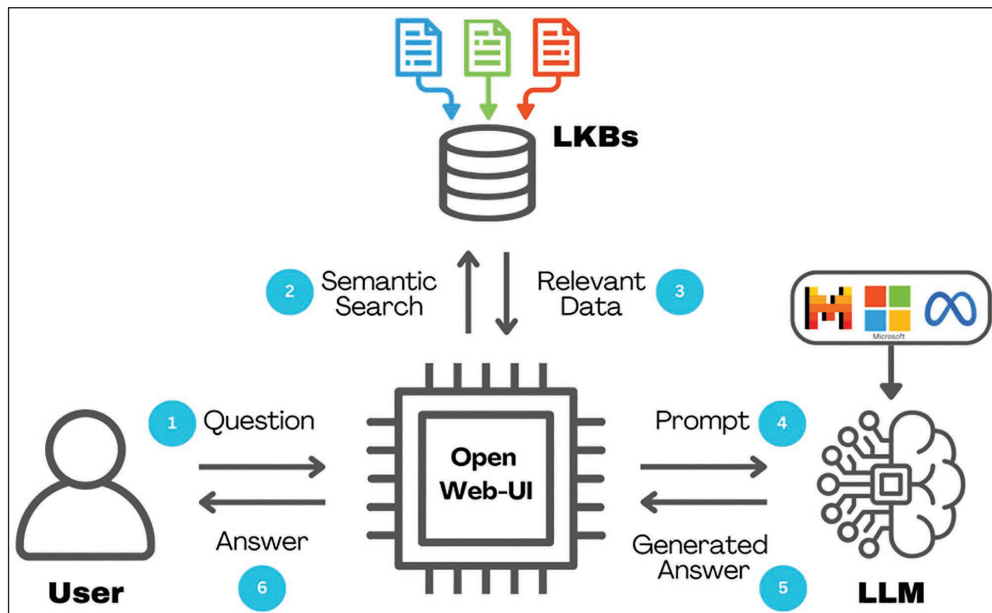 LKBs
2
Semantic
Search
Relevant
Data
3
Microsoft
1
Question
Prompt
4
Open
Web-UI
Answer
6
Generated
Answer
5
User
LLM